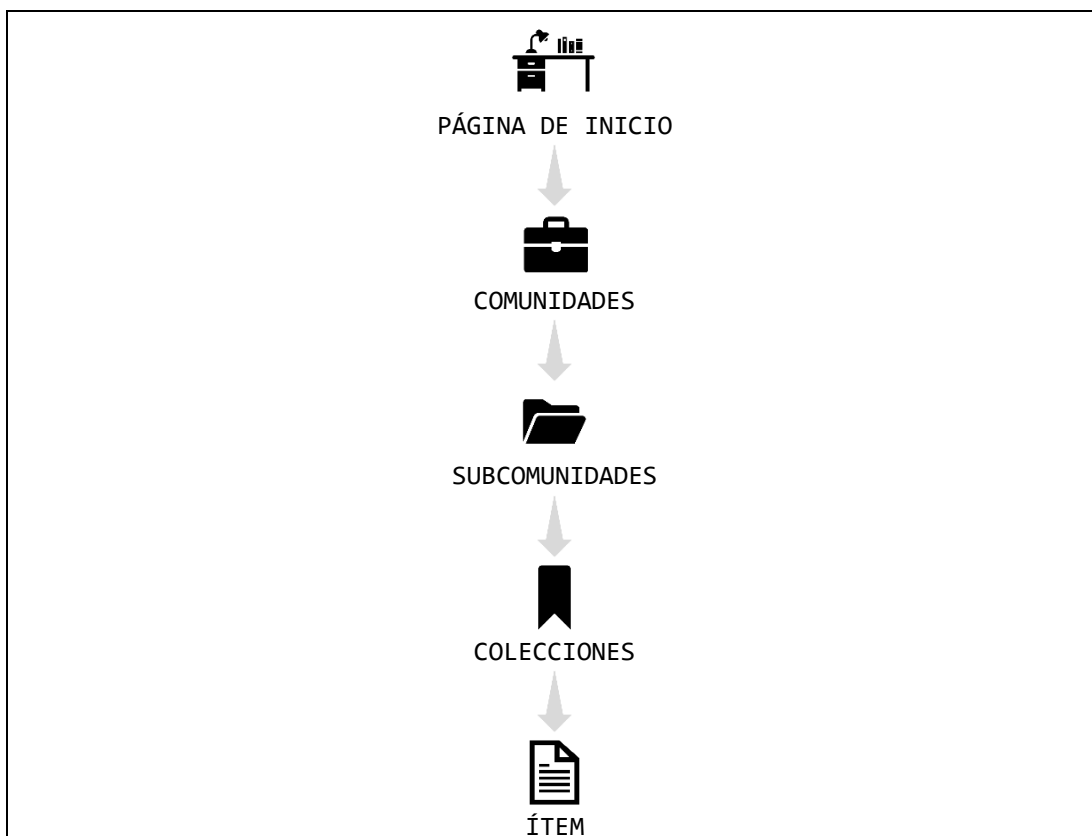 PÁGINA DE INICIO
COMUNIDADES
SUBCOMUNIDADES
COLECCIONES
ÍTEM